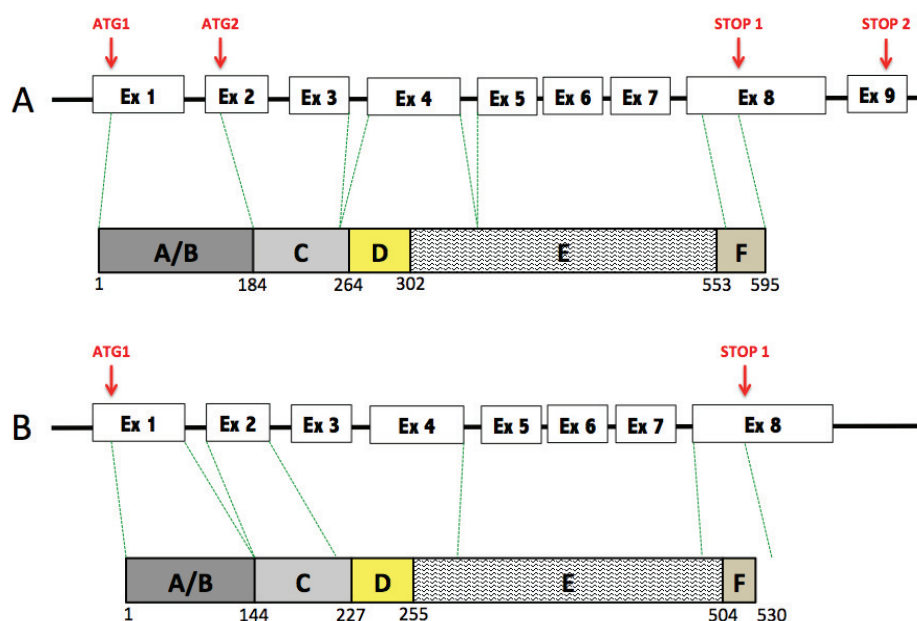 ATG1 ATG2 STOP 1 STOP 2
A Ex 1 Ex 2 Ex 3 Ex 4 Ex 5 Ex 6 Ex 7 Ex 8 Ex 9
A/B C D E F
1 184 264 302 553 595
ATG1 STOP 1
B Ex 1 Ex 2 Ex 3 Ex 4 Ex 5 Ex 6 Ex 7 Ex 8
A/B C D E F
1 144 227 255 504 530